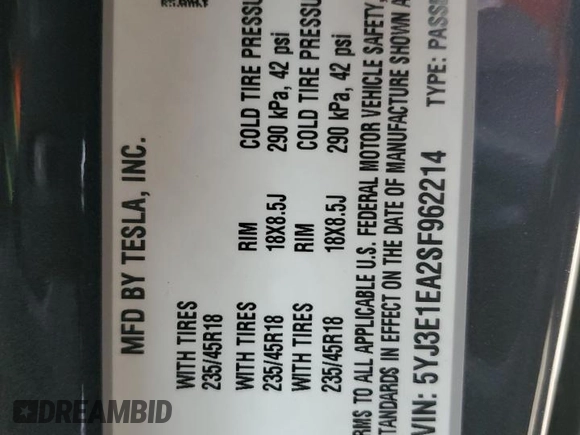 MFD BY TESLA, INC.
WITH TIRES
235/45R18
WITH TIRES RIM COLD TIRE PRESSU
235/45R18 18X8.5J 290 kPa, 42 psi
WITH TIRES RIM COLD TIRE PRESSU
235/45R18 18X8.5J 290 kPa, 42 psi
RMS TO ALL APPLICABLE U.S. FEDERAL MOTOR VEHICLE SAFETY,
TANDARDS IN EFFECT ON THE DATE OF MANUFACTURE SHOWN A
VIN: 5YJ3E1EA2SF962214 TYPE: PASS
DREAMBID